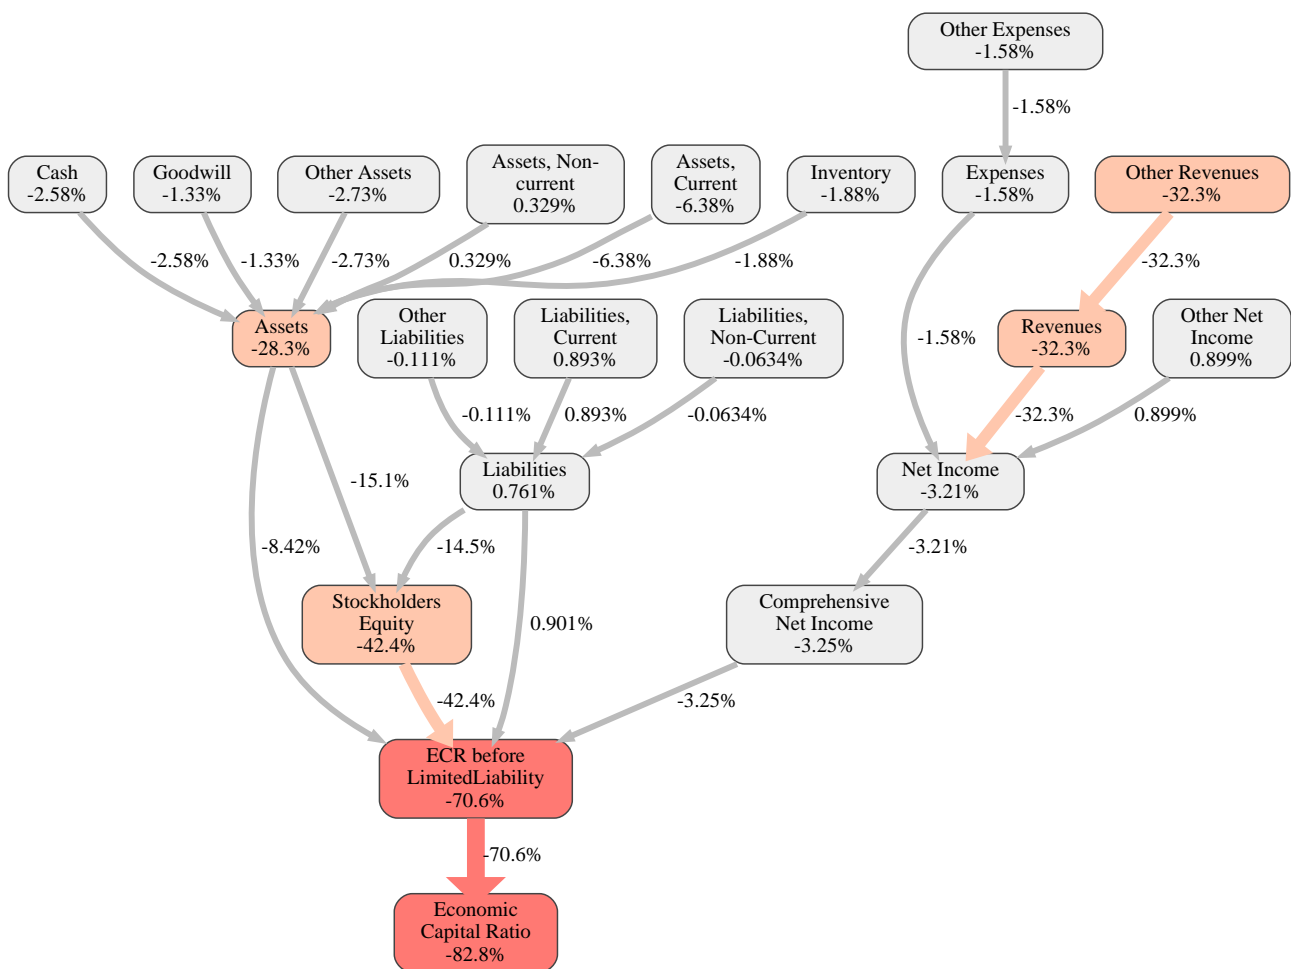 Other Expenses
-1.58%
-1.58%
Cash
-2.58%
Goodwill
-1.33%
Other Assets
-2.73%
Assets, Non-
current
0.329%
Assets,
Current
-6.38%
Inventory
-1.88%
Expenses
-1.58%
Other Revenues
-32.3%
-2.58%
-1.33%
-2.73%
0.329%
-6.38%
-1.88%
-32.3%
Assets
-28.3%
Other
Liabilities
-0.111%
Liabilities,
Current
0.893%
Liabilities,
Non-Current
-0.0634%
-1.58%
Revenues
-32.3%
Other Net
Income
0.899%
-0.111%
0.893%
-0.0634%
-32.3%
0.899%
-15.1%
Liabilities
0.761%
Net Income
-3.21%
-8.42%
-14.5%
-3.21%
Stockholders
Equity
-42.4%
0.901%
Comprehensive
Net Income
-3.25%
-42.4%
-3.25%
ECR before
LimitedLiability
-70.6%
-70.6%
Economic
Capital Ratio
-82.8%